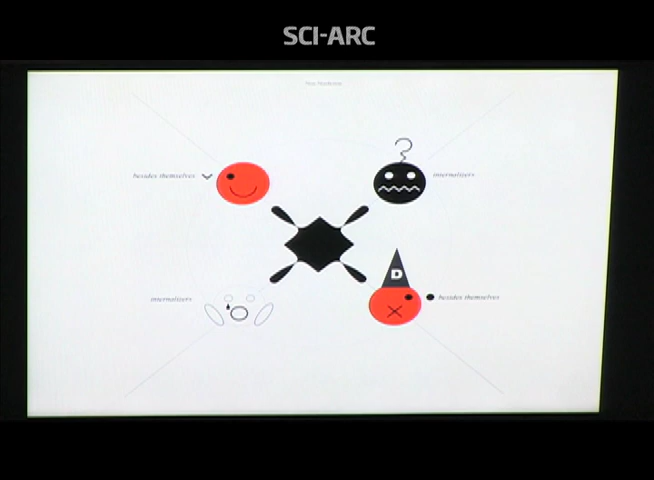 SCI-ARC
besides themselves
internalizers
D
internalizers
besides themselves